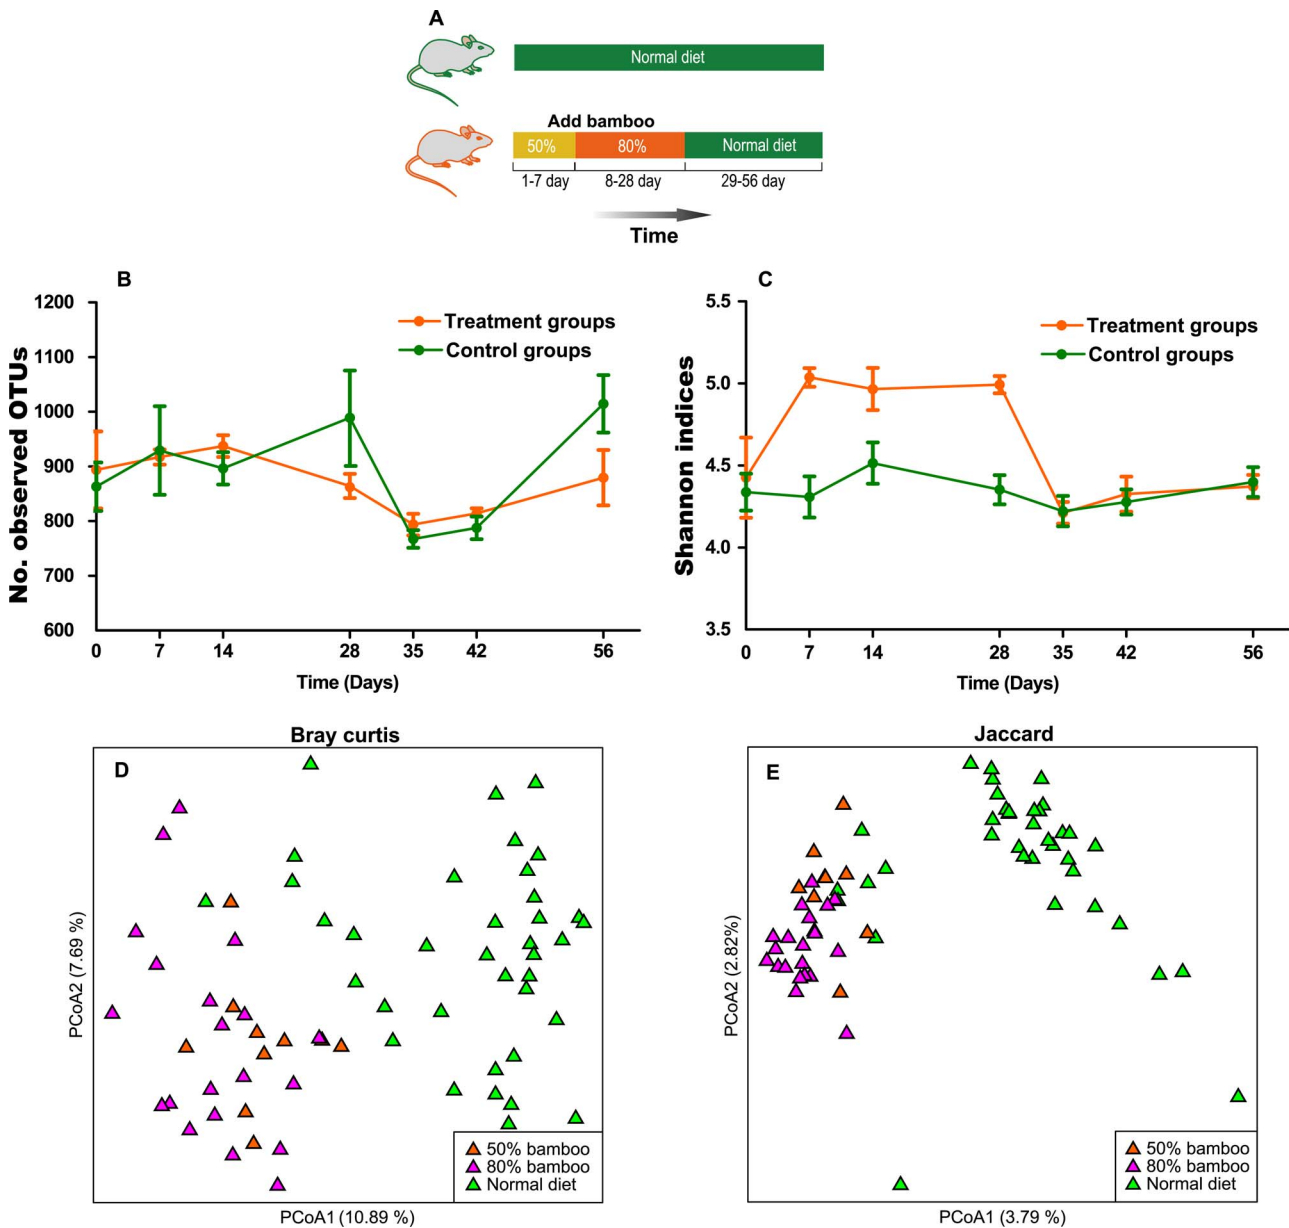 A
Normal diet
Add bamboo
50% 80% Normal diet
1-7 day 8-28 day 29-56 day
Time
B
1200
1100
1000
900
800
700
600
No. observed OTUs
Treatment groups
Control groups
0 7 14 28 35 42 56
Time (Days)
C
5.5
5.0
4.5
4.0
3.5
Shannon indices
Treatment groups
Control groups
0 7 14 28 35 42 56
Time (Days)
Bray curtis
D
PCoA2 (7.69 %)
50% bamboo
80% bamboo
Normal diet
PCoA1 (10.89 %)
Jaccard
E
PCoA2 (2.82%)
50% bamboo
80% bamboo
Normal diet
PCoA1 (3.79 %)